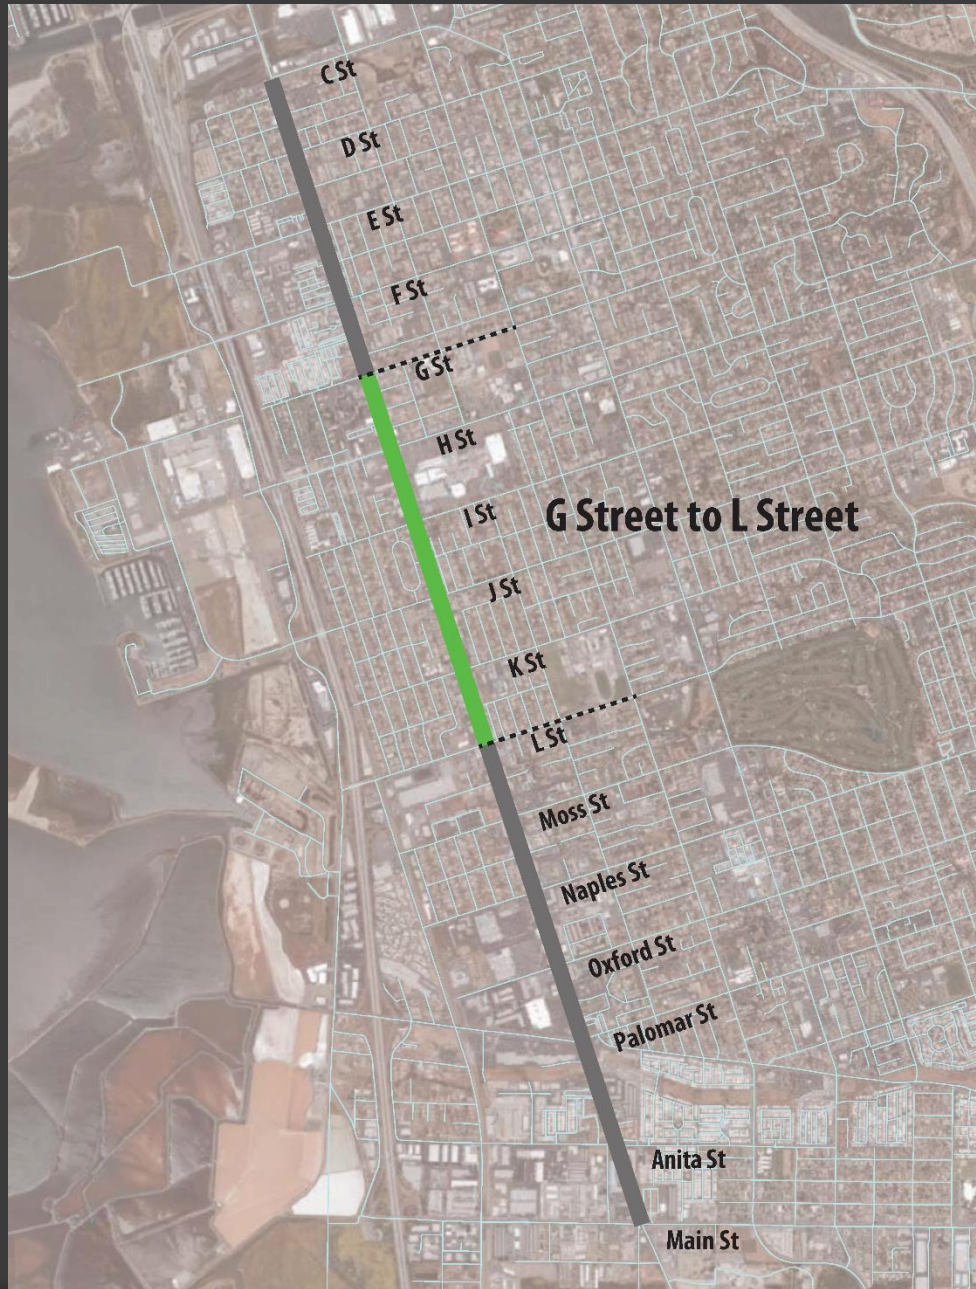 C St
D St
E St
F St
G St
H St
I St
G Street to L Street
J St
K St
L St
Moss St
Naples St
Oxford St
Palomar St
Anita St
Main St